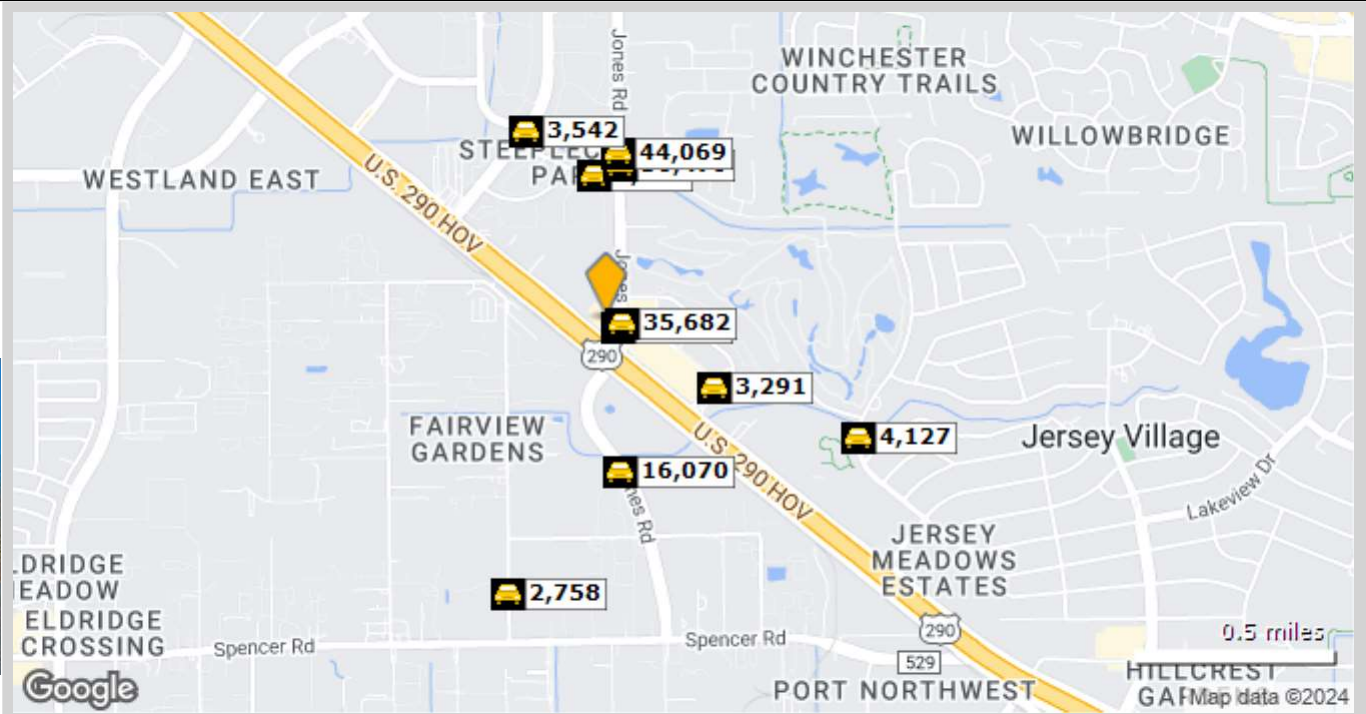 Jones Rd
WINCHESTER
COUNTRY TRAILS
WILLOWBRIDGE
3,542
44,069
WESTLAND EAST
U.S. 290 HOV
35,682
290
3,291
FAIRVIEW
GARDENS
4,127
Jersey Village
U.S. 290 HOV
16,070
Lakeview Dr
JERSEY
MEADOWS
ESTATES
2,758
ELDRIDGE
CROSSING
Spencer Rd
Spencer Rd
290
0.5 miles
529
HILLCREST
PORT NORTHWEST
Google
Map data ©2024